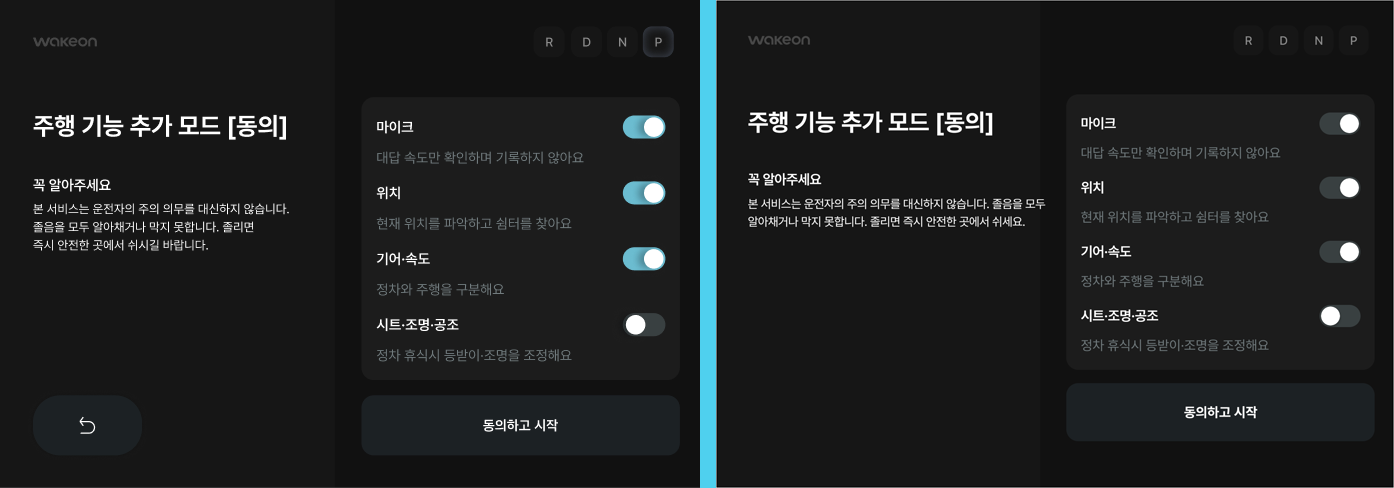 wakeon
R D N P
주행 기능 추가 모드 [동의]
꼭 알아주세요
본 서비스는 운전자의 주의 의무를 대신하지 않습니다.
졸음을 모두 알아채거나 막지 못합니다. 졸리면
즉시 안전한 곳에서 쉬시길 바랍니다.
마이크
대답 속도만 확인하며 기록하지 않아요
위치
현재 위치를 파악하고 쉼터를 찾아요
기어·속도
정차와 주행을 구분해요
시트·조명·공조
정차 휴식시 등받이·조명을 조정해요
동의하고 시작
wakeon
R D N P
주행 기능 추가 모드 [동의]
꼭 알아주세요
본 서비스는 운전자의 주의 의무를 대신하지 않습니다. 졸음을 모두
알아채거나 막지 못합니다. 졸리면 즉시 안전한 곳에서 쉬세요.
마이크
대답 속도만 확인하며 기록하지 않아요
위치
현재 위치를 파악하고 쉼터를 찾아요
기어·속도
정차와 주행을 구분해요
시트·조명·공조
정차 휴식시 등받이·조명을 조정해요
동의하고 시작